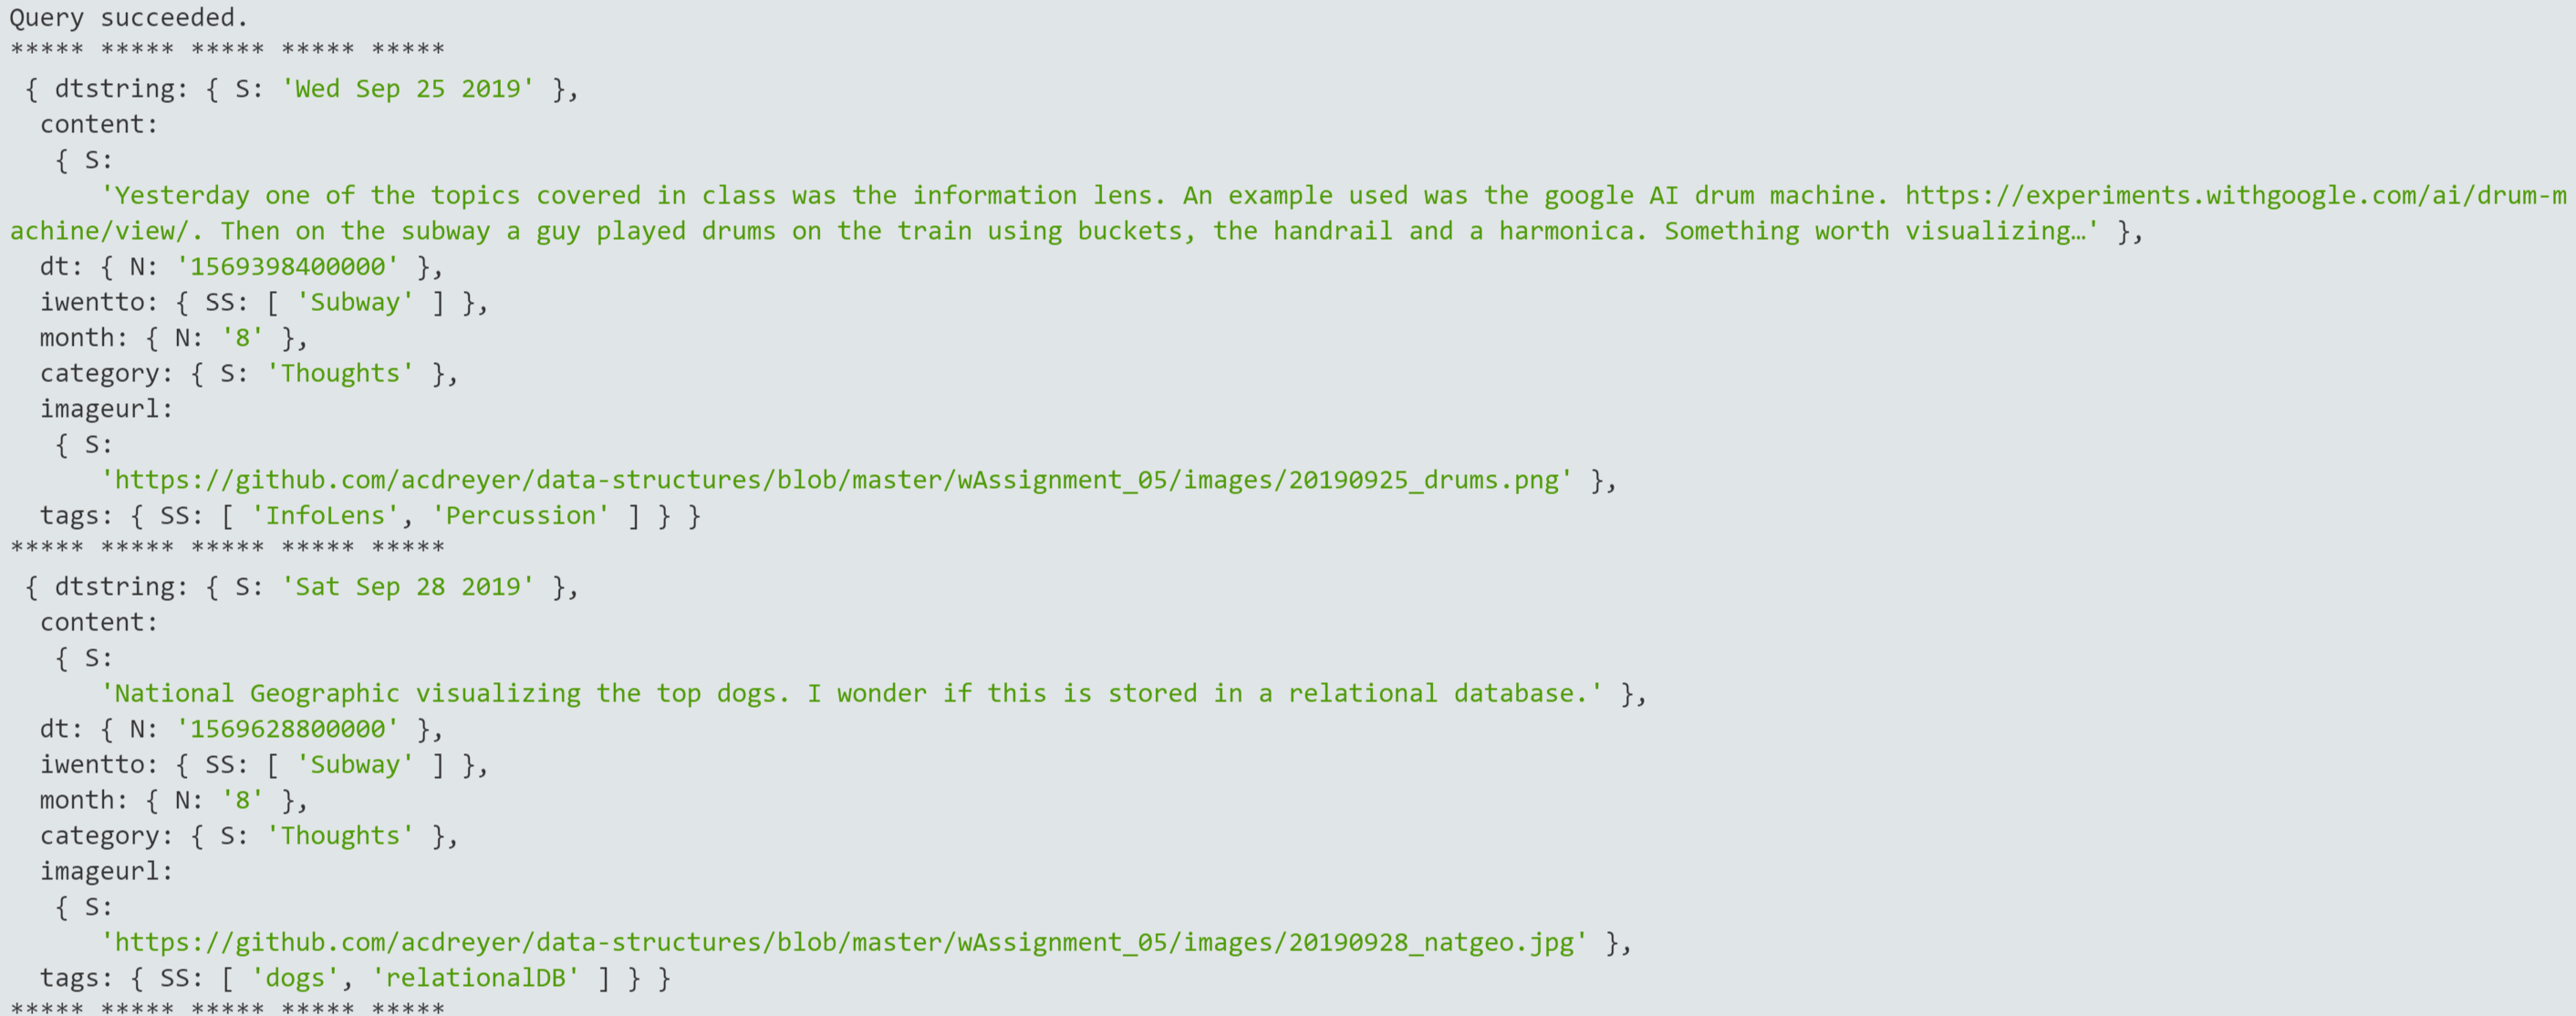 Query succeeded.
***** ***** ***** ***** *****
 { dtstring: { S: 'Wed Sep 25 2019' },
  content:
   { S:
      'Yesterday one of the topics covered in class was the information lens. An example used was the google AI drum machine. https://experiments.withgoogle.com/ai/drum-m
achine/view/. Then on the subway a guy played drums on the train using buckets, the handrail and a harmonica. Something worth visualizing…' },
  dt: { N: '1569398400000' },
  iwentto: { SS: [ 'Subway' ] },
  month: { N: '8' },
  category: { S: 'Thoughts' },
  imageurl:
   { S:
      'https://github.com/acdreyer/data-structures/blob/master/wAssignment_05/images/20190925_drums.png' },
  tags: { SS: [ 'InfoLens', 'Percussion' ] } }
***** ***** ***** ***** *****
 { dtstring: { S: 'Sat Sep 28 2019' },
  content:
   { S:
      'National Geographic visualizing the top dogs. I wonder if this is stored in a relational database.' },
  dt: { N: '1569628800000' },
  iwentto: { SS: [ 'Subway' ] },
  month: { N: '8' },
  category: { S: 'Thoughts' },
  imageurl:
   { S:
      'https://github.com/acdreyer/data-structures/blob/master/wAssignment_05/images/20190928_natgeo.jpg' },
  tags: { SS: [ 'dogs', 'relationalDB' ] } }
***** ***** ***** ***** *****